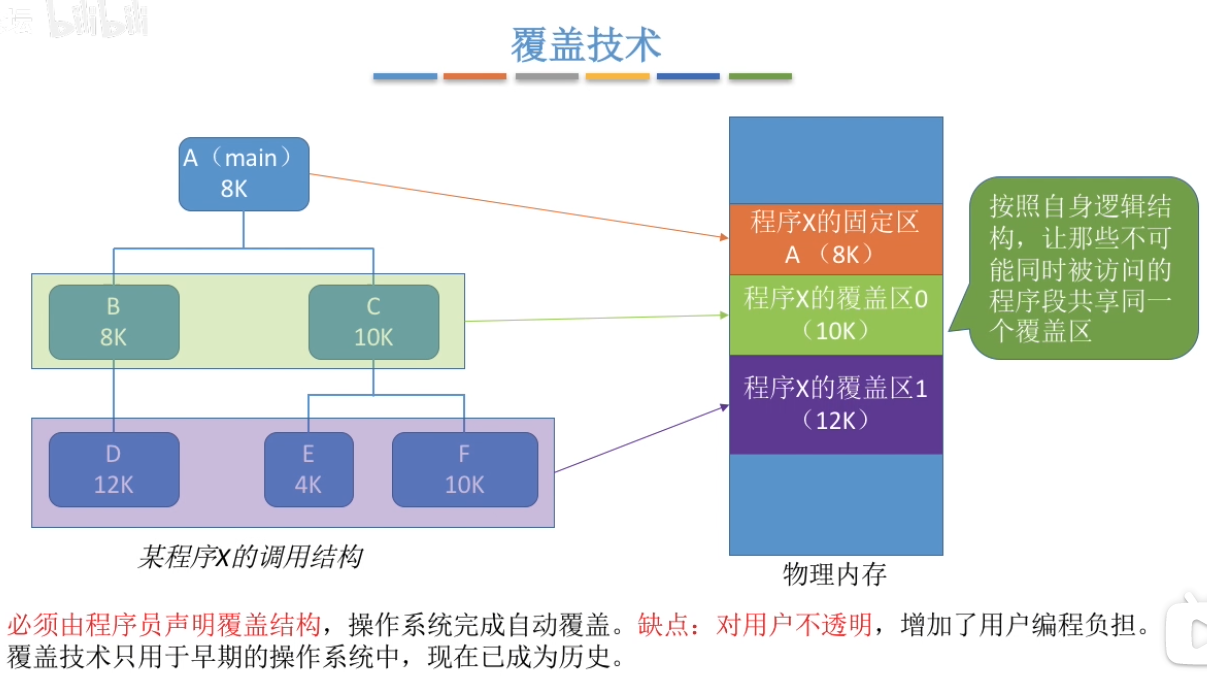 坛 bilibili
覆盖技术
A（main）
8K
B
8K
C
10K
D
12K
E
4K
F
10K
某程序X的调用结构
程序X的固定区
A （8K）
程序X的覆盖区0
（10K）
程序X的覆盖区1
（12K）
物理内存
按照自身逻辑结
构，让那些不可
能同时被访问的
程序段共享同一
个覆盖区
必须由程序员声明覆盖结构，操作系统完成自动覆盖。缺点：对用户不透明，增加了用户编程负担。
覆盖技术只用于早期的操作系统中，现在已成为历史。